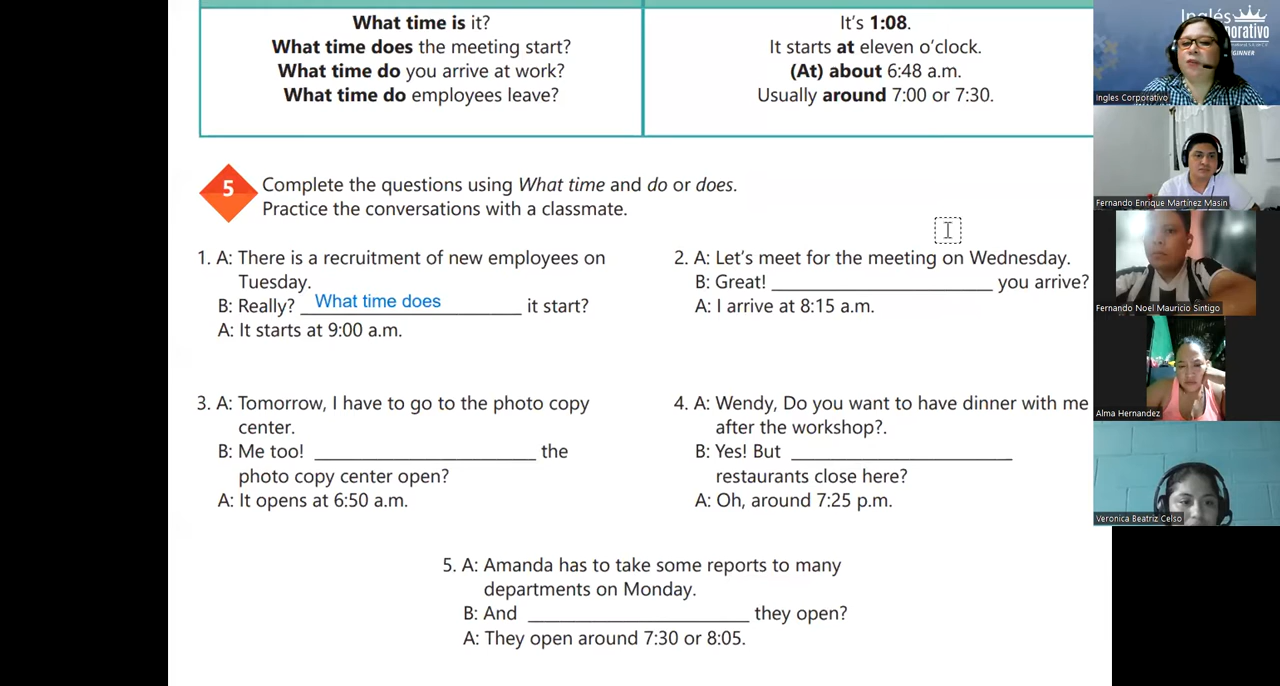 What time is it?
What time does the meeting start?
What time do you arrive at work?
What time do employees leave?
It's 1:08.
It starts at eleven o'clock.
(At) about 6:48 a.m.
Usually around 7:00 or 7:30.
5
Complete the questions using What time and do or does.
Practice the conversations with a classmate.
1. A: There is a recruitment of new employees on
Tuesday.
B: Really? What time does it start?
A: It starts at 9:00 a.m.
2. A: Let's meet for the meeting on Wednesday.
B: Great! ______________________ you arrive?
A: I arrive at 8:15 a.m.
3. A: Tomorrow, I have to go to the photo copy
center.
B: Me too! ______________________ the
photo copy center open?
A: It opens at 6:50 a.m.
4. A: Wendy, Do you want to have dinner with me
after the workshop?.
B: Yes! But ______________________
restaurants close here?
A: Oh, around 7:25 p.m.
5. A: Amanda has to take some reports to many
departments on Monday.
B: And ______________________ they open?
A: They open around 7:30 or 8:05.
Inglés
Ingles Corporativo
Fernando Enrique Martínez Masin
Fernando Noel Mauricio Sintigo
Alma Hernandez
Veronica Beatriz Celso